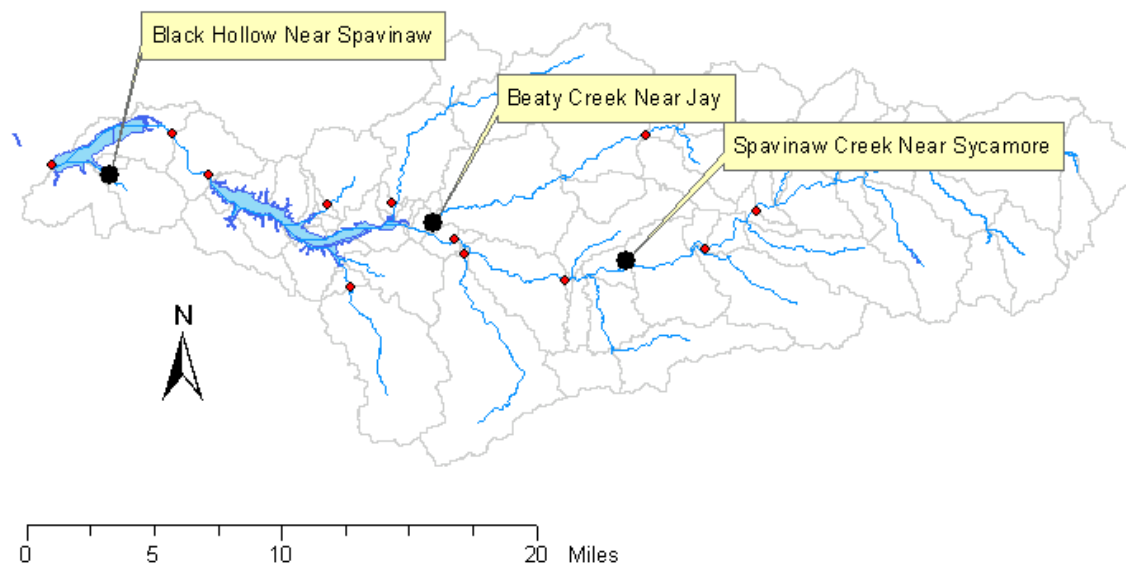 Black Hollow Near Spavinaw
Beaty Creek Near Jay
Spavinaw Creek Near Sycamore
N
0 5 10 20 Miles